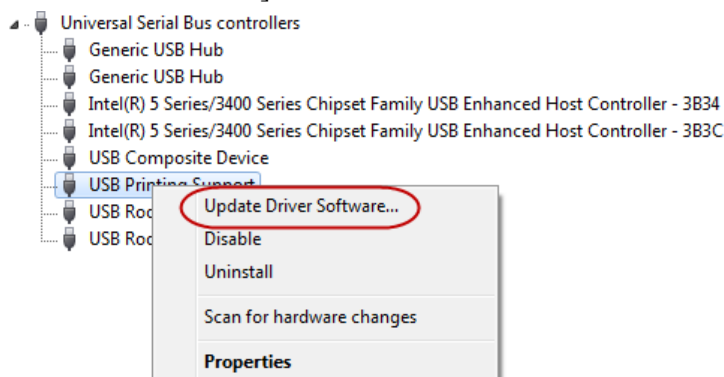 Universal Serial Bus controllers
Generic USB Hub
Generic USB Hub
Intel(R) 5 Series/3400 Series Chipset Family USB Enhanced Host Controller - 3B34
Intel(R) 5 Series/3400 Series Chipset Family USB Enhanced Host Controller - 3B3C
USB Composite Device
USB Printing Support
USB Roo
USB Roo
Update Driver Software...
Disable
Uninstall
Scan for hardware changes
Properties